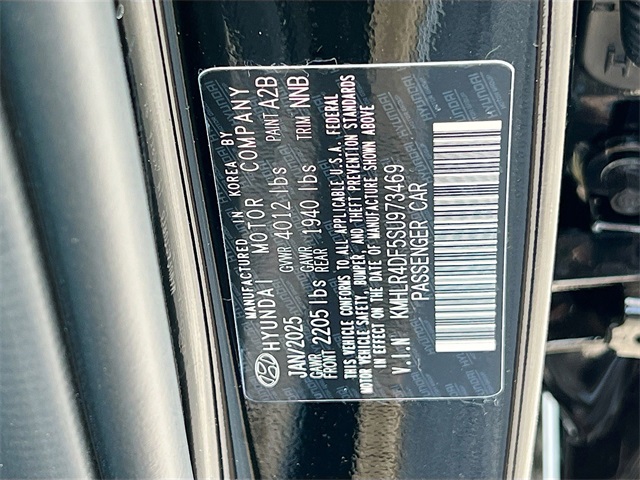 MANUFACTURED IN KOREA BY
HYUNDAI MOTOR COMPANY
JAN/2025 GVWR 4012 lbs PAINT A2B
GAWR FRONT 2205 lbs GAWR REAR 1940 lbs TRIM NNB
THIS VEHICLE CONFORMS TO ALL APPLICABLE U.S.A. FEDERAL
MOTOR VEHICLE SAFETY, BUMPER, AND THEFT PREVENTION STANDARDS
IN EFFECT ON THE DATE OF MANUFACTURE SHOWN ABOVE
V.I.N KMHLR4DF5SU973469
PASSENGER CAR